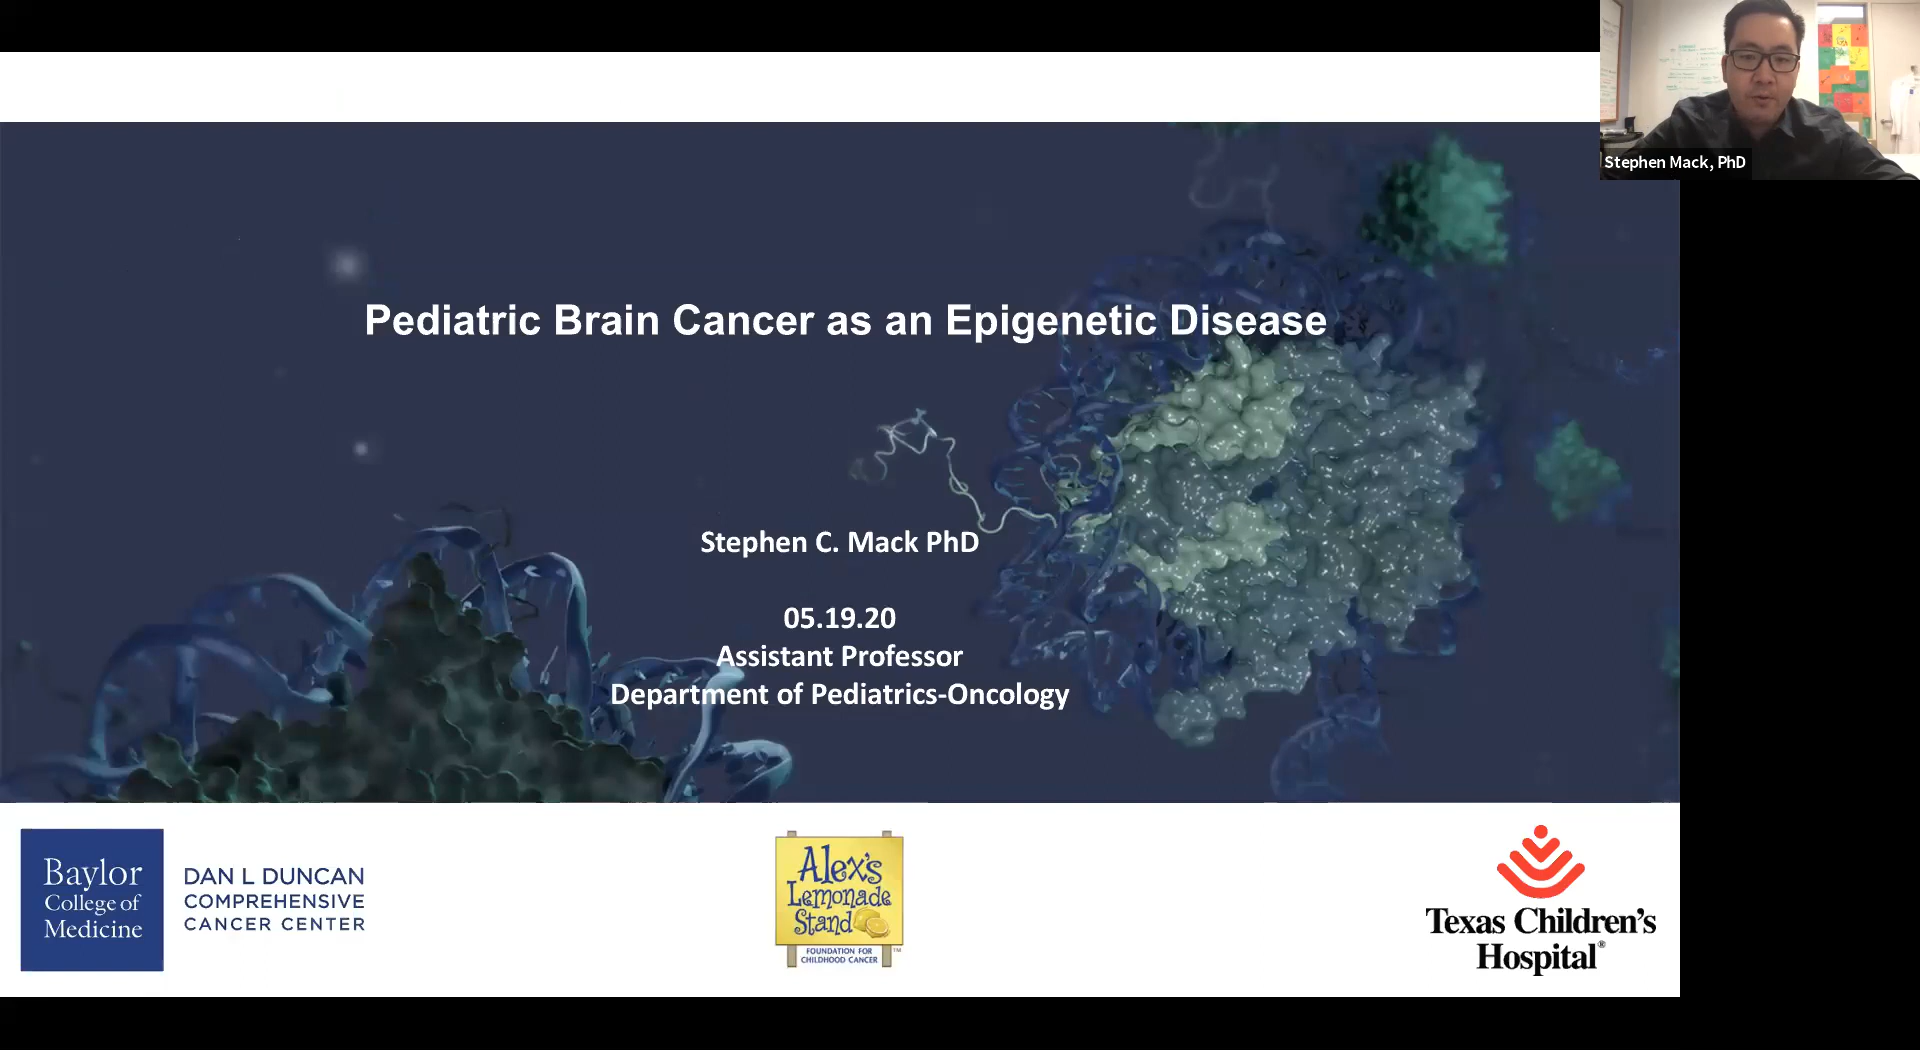 Stephen Mack, PhD
Pediatric Brain Cancer as an Epigenetic Disease
Stephen C. Mack PhD
05.19.20
Assistant Professor
Department of Pediatrics-Oncology
Baylor
College of
Medicine
DAN L DUNCAN
COMPREHENSIVE
CANCER CENTER
Alex's
Lemonade
Stand
FOUNDATION FOR
CHILDHOOD CANCER
™
Texas Children's
Hospital®